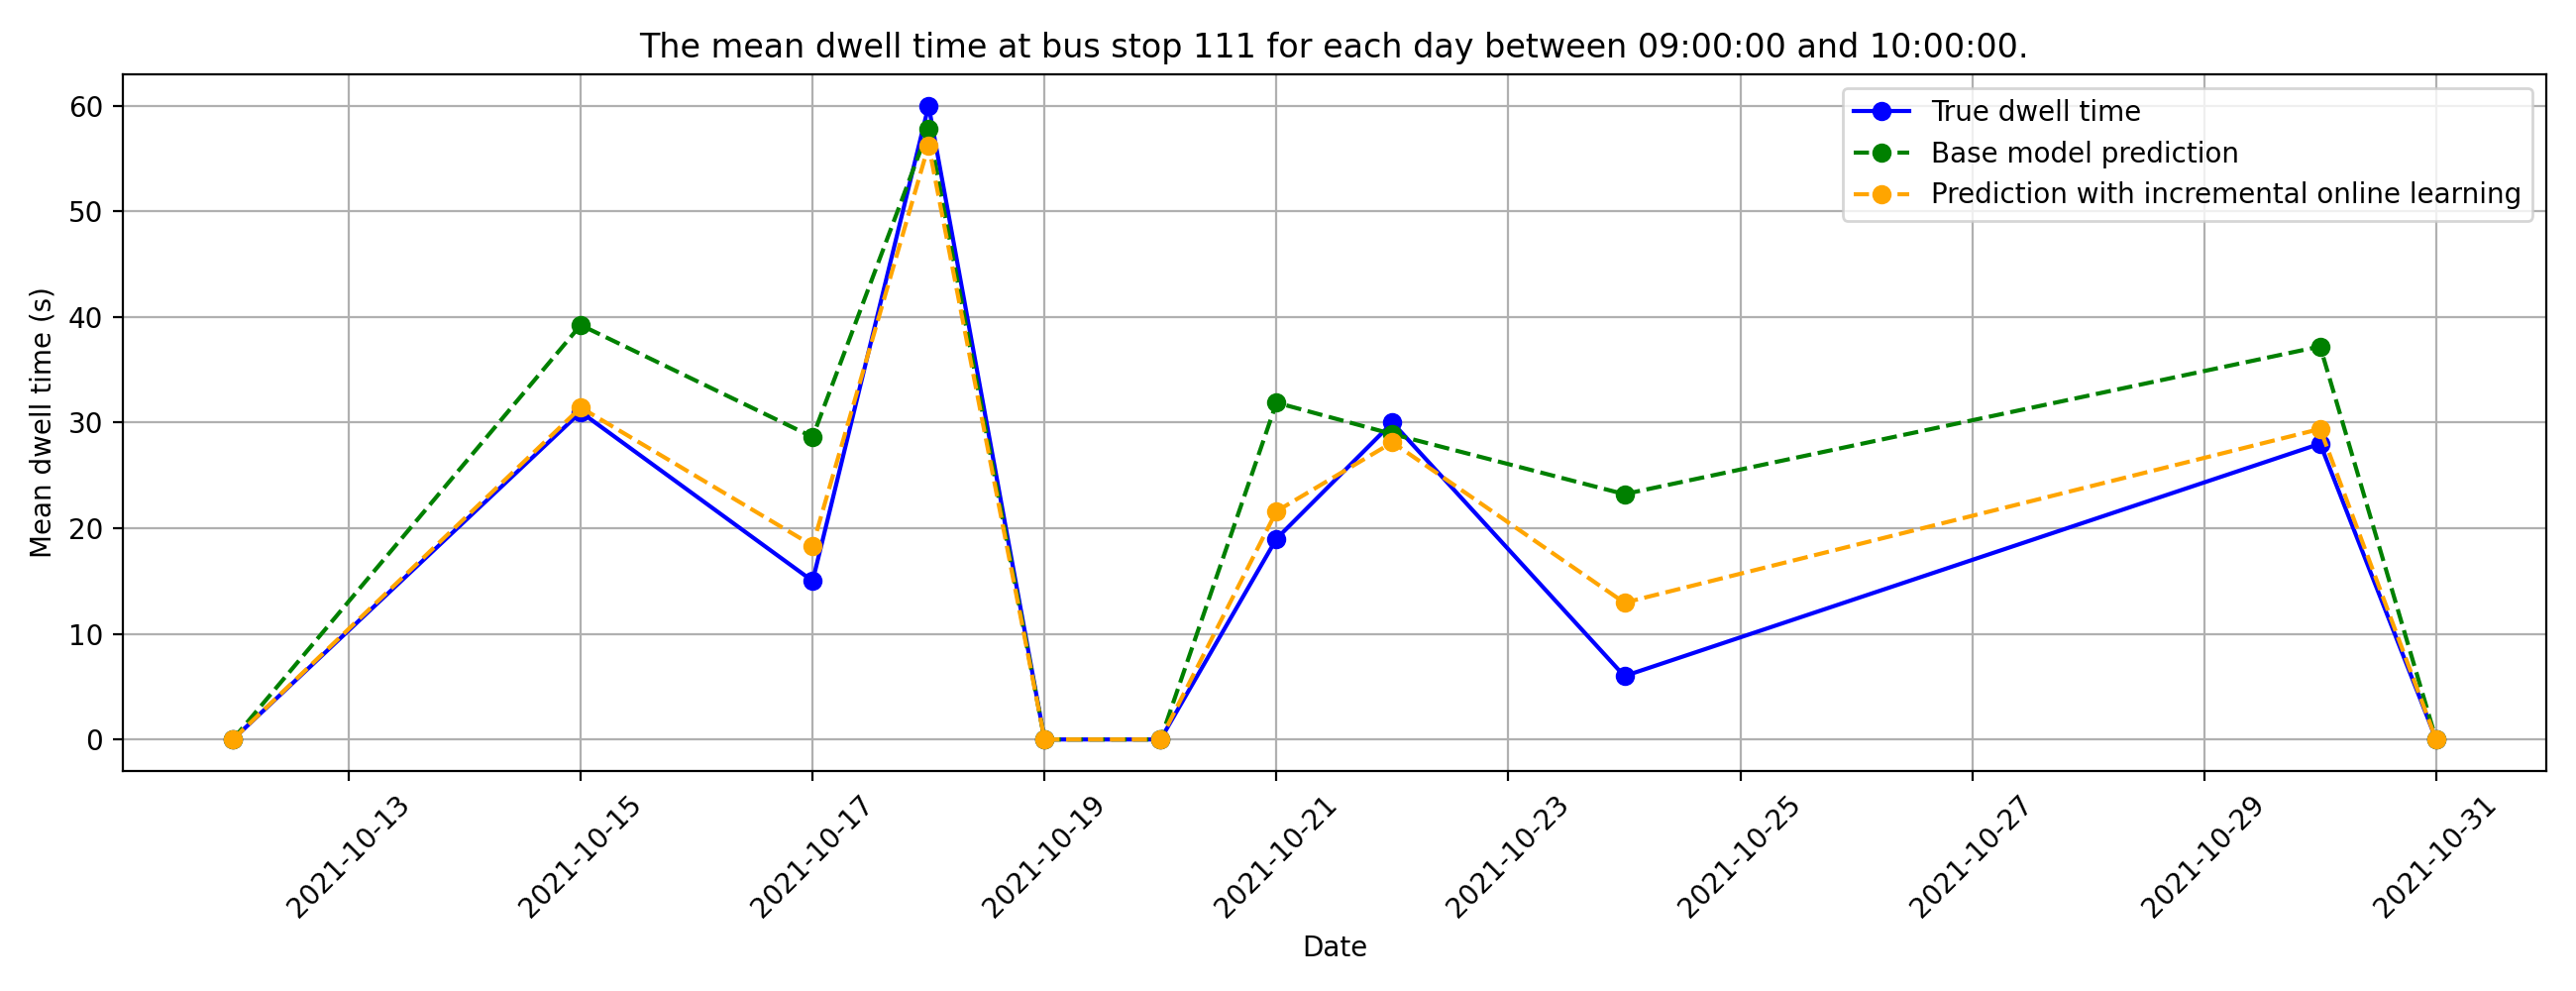 The mean dwell time at bus stop 111 for each day between 09:00:00 and 10:00:00.
True dwell time
Base model prediction
Prediction with incremental online learning
Mean dwell time (s)
60
50
40
30
20
10
0
2021-10-13
2021-10-15
2021-10-17
2021-10-19
2021-10-21
2021-10-23
2021-10-25
2021-10-27
2021-10-29
2021-10-31
Date